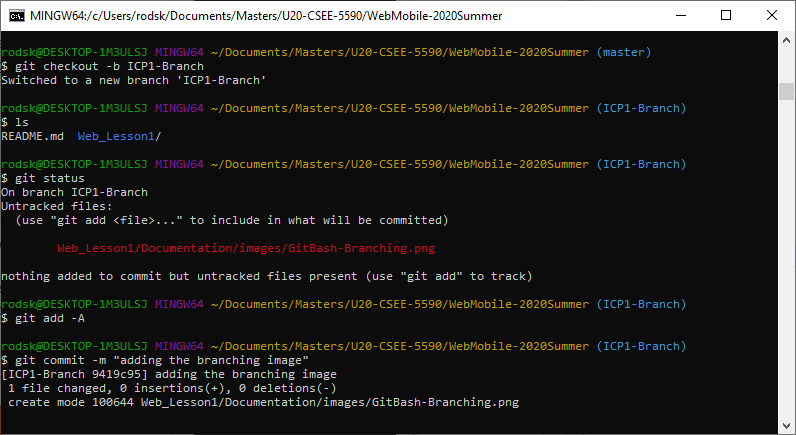 MINGW64:/c/Users/rodsk/Documents/Masters/U20-CSEE-5590/WebMobile-2020Summer
rodsk@DESKTOP-1M3ULSJ MINGW64 ~/Documents/Masters/U20-CSEE-5590/WebMobile-2020Summer (master)
$ git checkout -b ICP1-Branch
Switched to a new branch 'ICP1-Branch'
rodsk@DESKTOP-1M3ULSJ MINGW64 ~/Documents/Masters/U20-CSEE-5590/WebMobile-2020Summer (ICP1-Branch)
$ ls
README.md  Web_Lesson1/
rodsk@DESKTOP-1M3ULSJ MINGW64 ~/Documents/Masters/U20-CSEE-5590/WebMobile-2020Summer (ICP1-Branch)
$ git status
On branch ICP1-Branch
Untracked files:
  (use "git add <file>..." to include in what will be committed)
        Web_Lesson1/Documentation/images/GitBash-Branching.png
nothing added to commit but untracked files present (use "git add" to track)
rodsk@DESKTOP-1M3ULSJ MINGW64 ~/Documents/Masters/U20-CSEE-5590/WebMobile-2020Summer (ICP1-Branch)
$ git add -A
rodsk@DESKTOP-1M3ULSJ MINGW64 ~/Documents/Masters/U20-CSEE-5590/WebMobile-2020Summer (ICP1-Branch)
$ git commit -m "adding the branching image"
[ICP1-Branch 9419c95] adding the branching image
 1 file changed, 0 insertions(+), 0 deletions(-)
 create mode 100644 Web_Lesson1/Documentation/images/GitBash-Branching.png